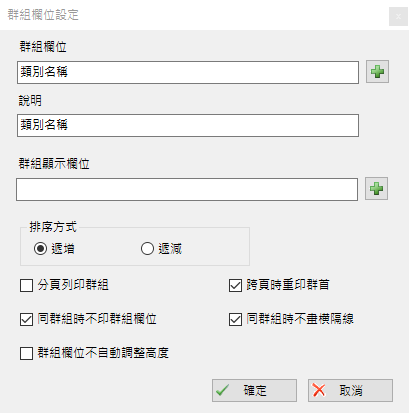 群組欄位設定
群組欄位
類別名稱
說明
類別名稱
群組顯示欄位
排序方式
遞增
遞減
分頁列印群組
跨頁時重印群首
同群組時不印群組欄位
同群組時不畫橫隔線
群組欄位不自動調整高度
確定
取消